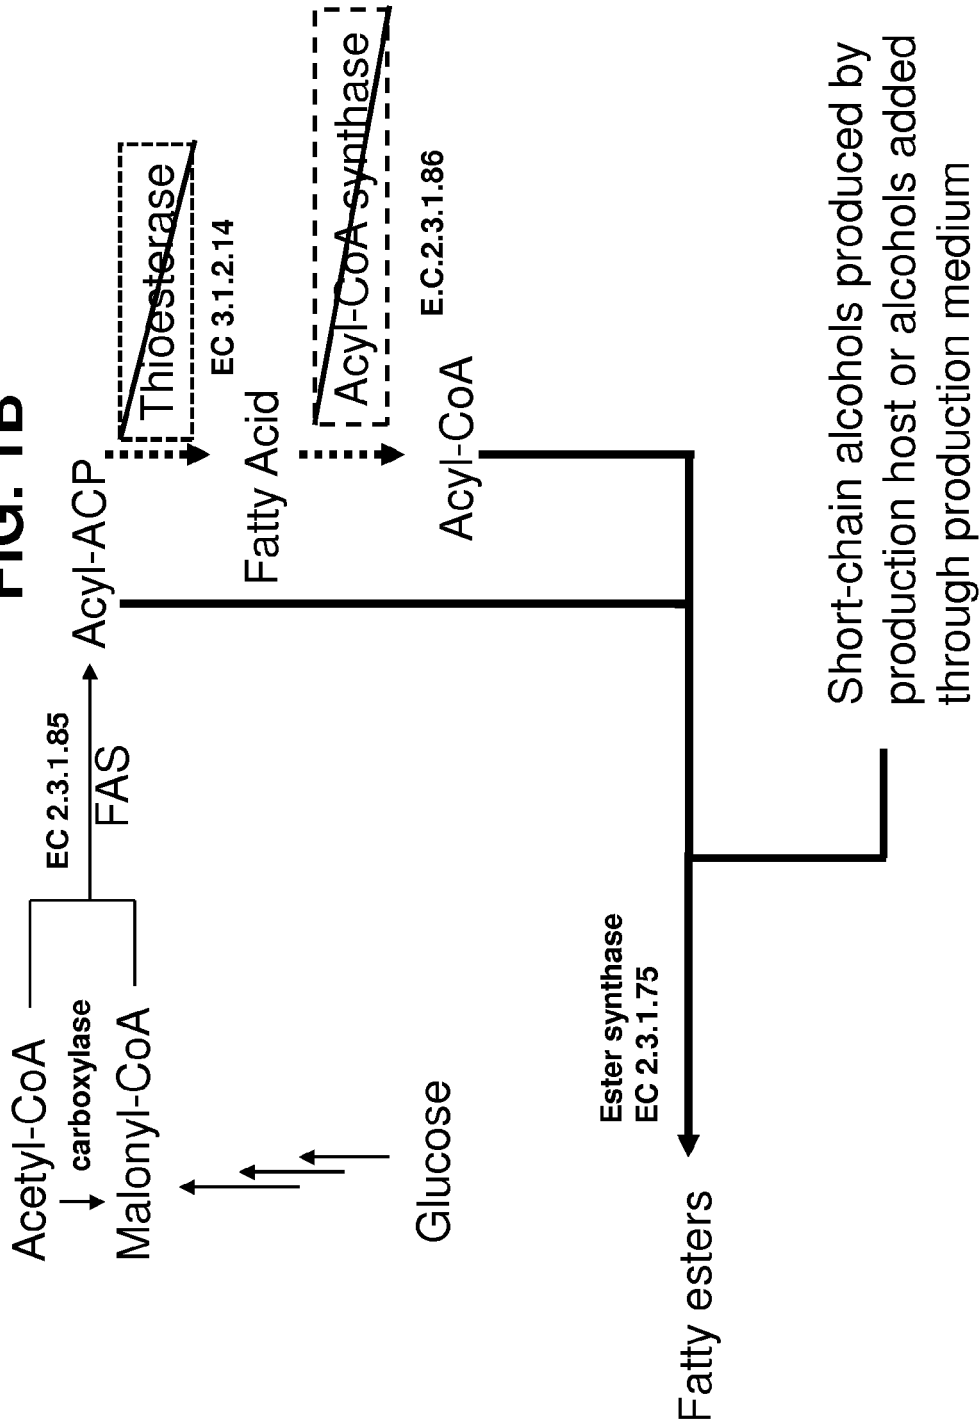 FIG. 1B
Acetyl-CoA
carboxylase
Malonyl-CoA
Glucose
EC 2.3.1.85
FAS
Acyl-ACP
Thioesterase
EC 3.1.2.14
Fatty Acid
Acyl-CoA synthase
E.C.2.3.1.86
Acyl-CoA
Ester synthase
EC 2.3.1.75
Fatty esters
Short-chain alcohols produced by
production host or alcohols added
through production medium